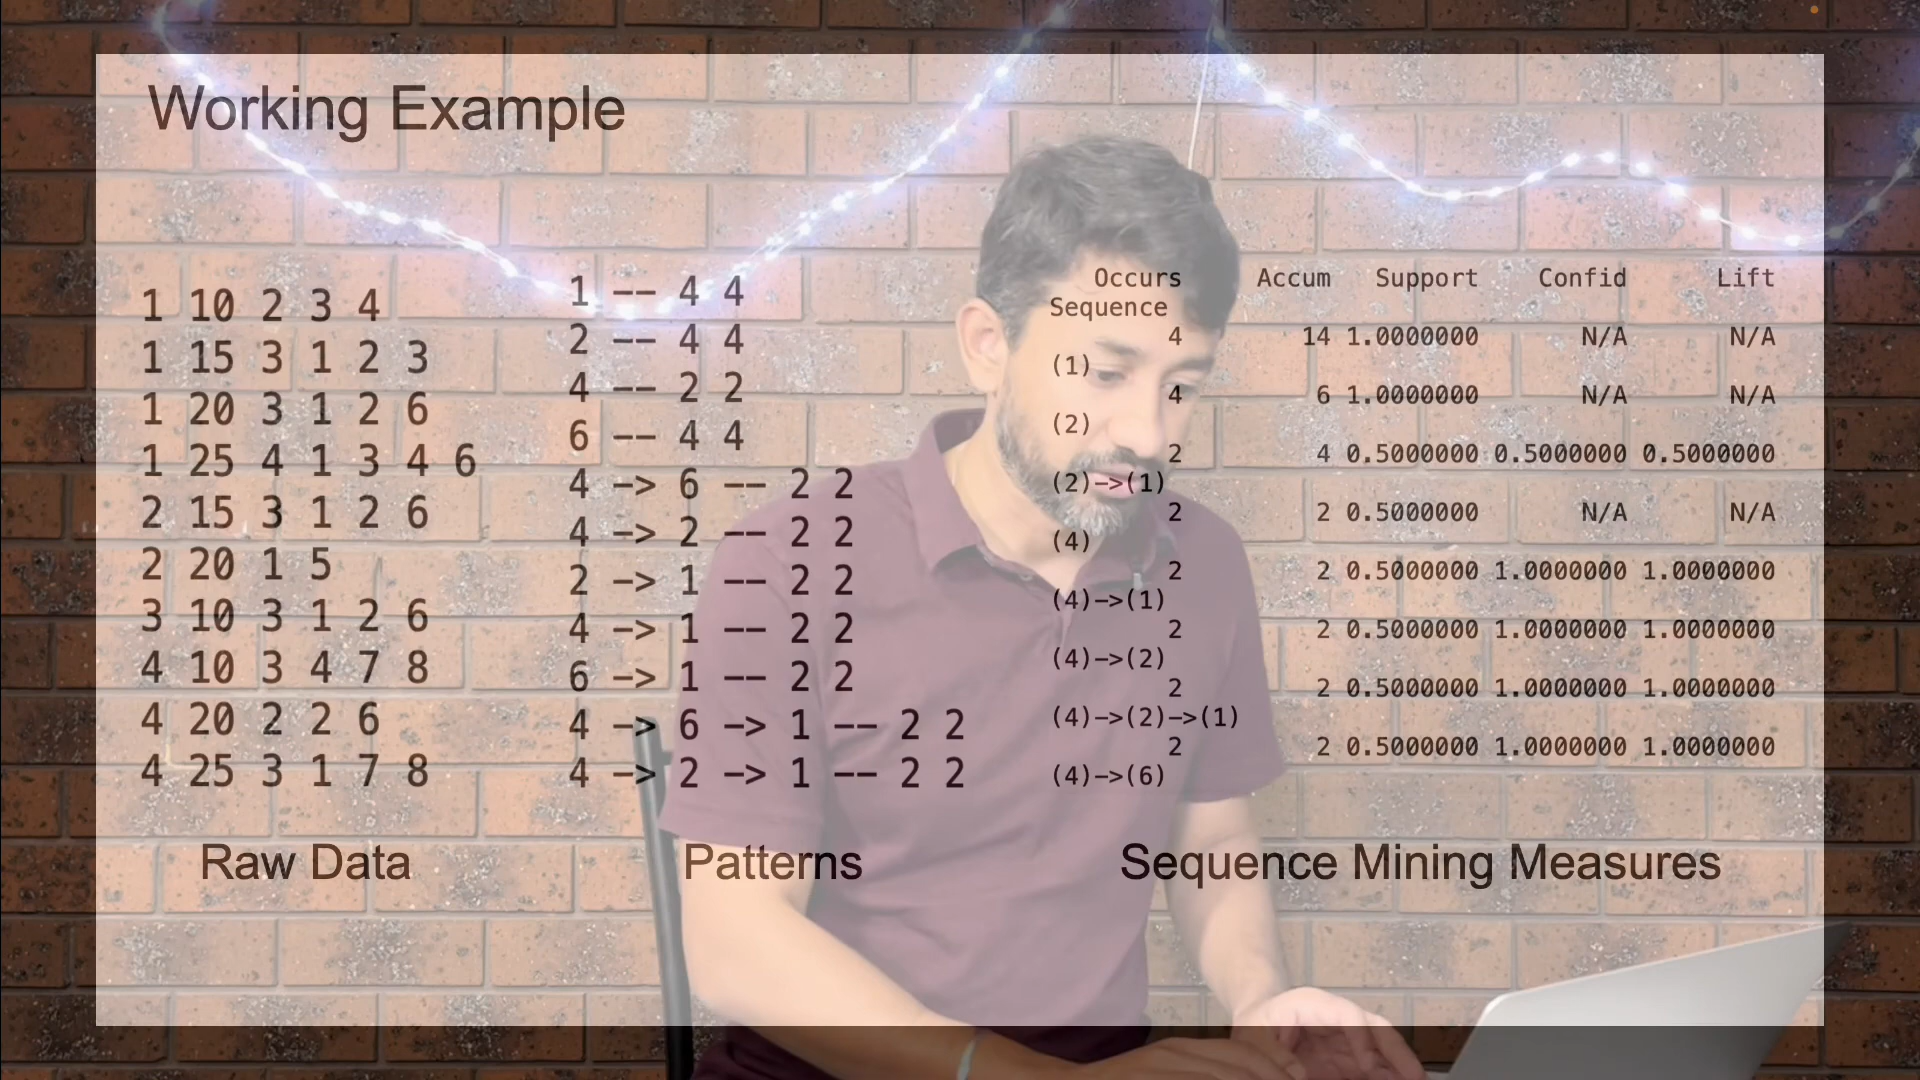 Working Example
1 10 2 3 4
1 15 3 1 2 3
1 20 3 1 2 6
1 25 4 1 3 4 6
2 15 3 1 2 6
2 20 1 5
3 10 3 1 2 6
4 10 3 4 7 8
4 20 2 2 6
4 25 3 1 7 8
Raw Data
1 -- 4 4
2 -- 4 4
4 -- 2 2
6 -- 4 4
4 -> 6 -- 2 2
4 -> 2 -- 2 2
2 -> 1 -- 2 2
4 -> 1 -- 2 2
6 -> 1 -- 2 2
4 -> 6 -> 1 -- 2 2
4 -> 2 -> 1 -- 2 2
Patterns
Occurs Accum Support Confid Lift
Sequence
4 14 1.0000000 N/A N/A
(1)
4 6 1.0000000 N/A N/A
(2)
2 4 0.5000000 0.5000000 0.5000000
(2)->(1)
2 2 0.5000000 N/A N/A
(4)
2 2 0.5000000 1.0000000 1.0000000
(4)->(1)
2 2 0.5000000 1.0000000 1.0000000
(4)->(2)
2 2 0.5000000 1.0000000 1.0000000
(4)->(2)->(1)
2 2 0.5000000 1.0000000 1.0000000
(4)->(6)
Sequence Mining Measures